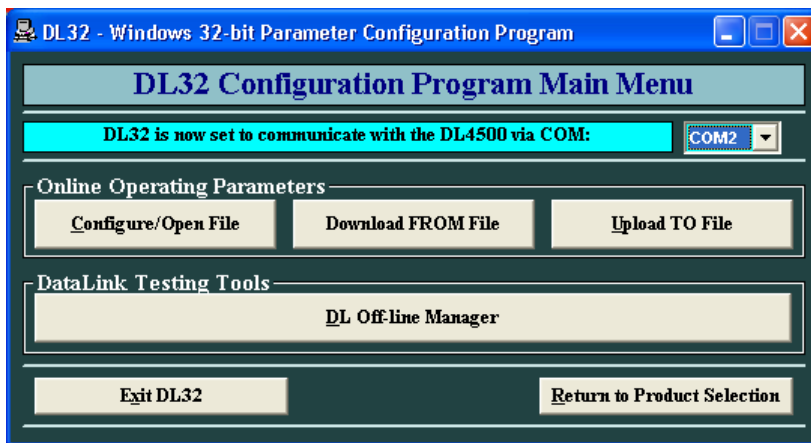 DL32 - Windows 32-bit Parameter Configuration Program
DL32 Configuration Program Main Menu
DL32 is now set to communicate with the DL4500 via COM:
COM2
Online Operating Parameters
Configure/Open File
Download FROM File
Upload TO File
DataLink Testing Tools
DL Off-line Manager
Exit DL32
Return to Product Selection